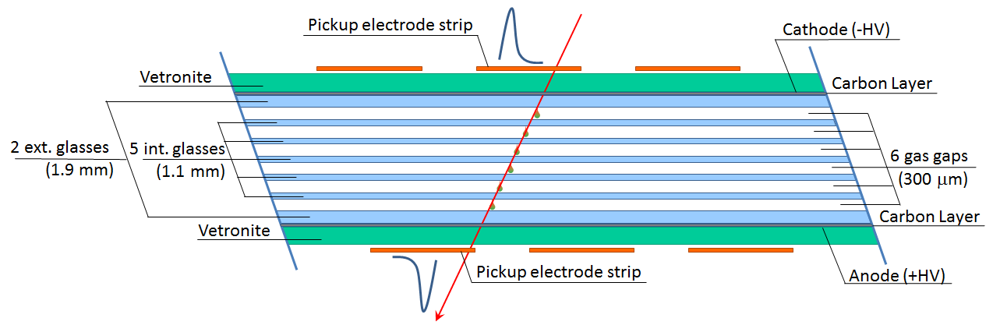 Pickup electrode strip
Cathode (-HV)
Vetronite
Carbon Layer
2 ext. glasses
(1.9 mm)
5 int. glasses
(1.1 mm)
6 gas gaps
(300 μm)
Carbon Layer
Vetronite
Pickup electrode strip
Anode (+HV)